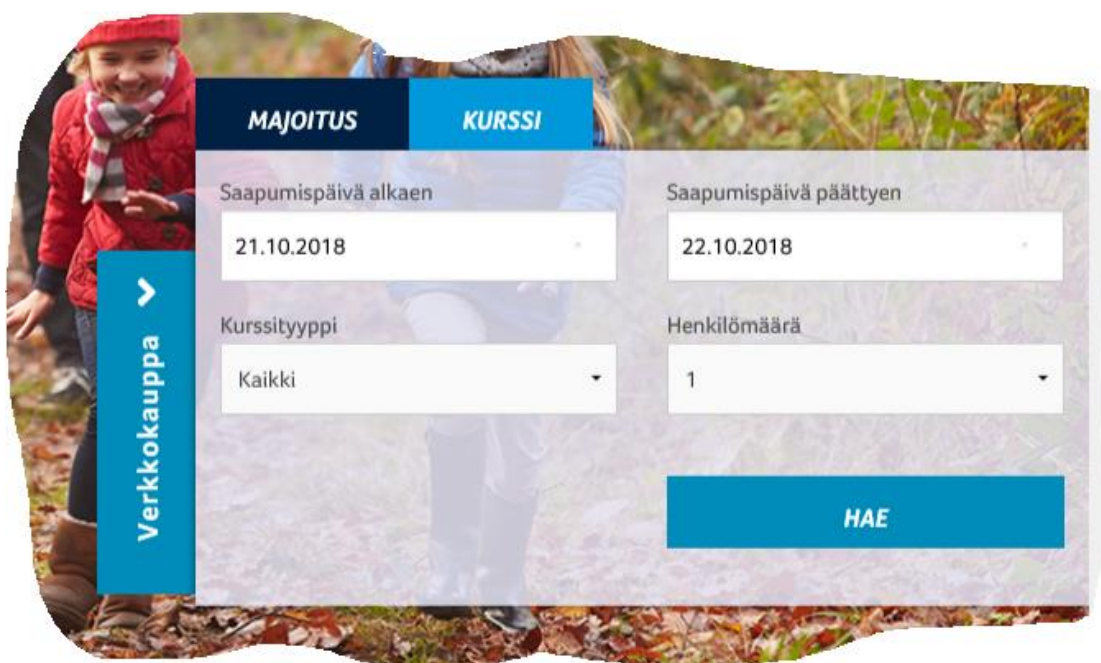 MAJOITUS KURSSI
Saapumispäivä alkaen Saapumispäivä päättyen
21.10.2018 22.10.2018
Kurssityyppi Henkilömäärä
Kaikki 1
Verkkokauppa
HAE